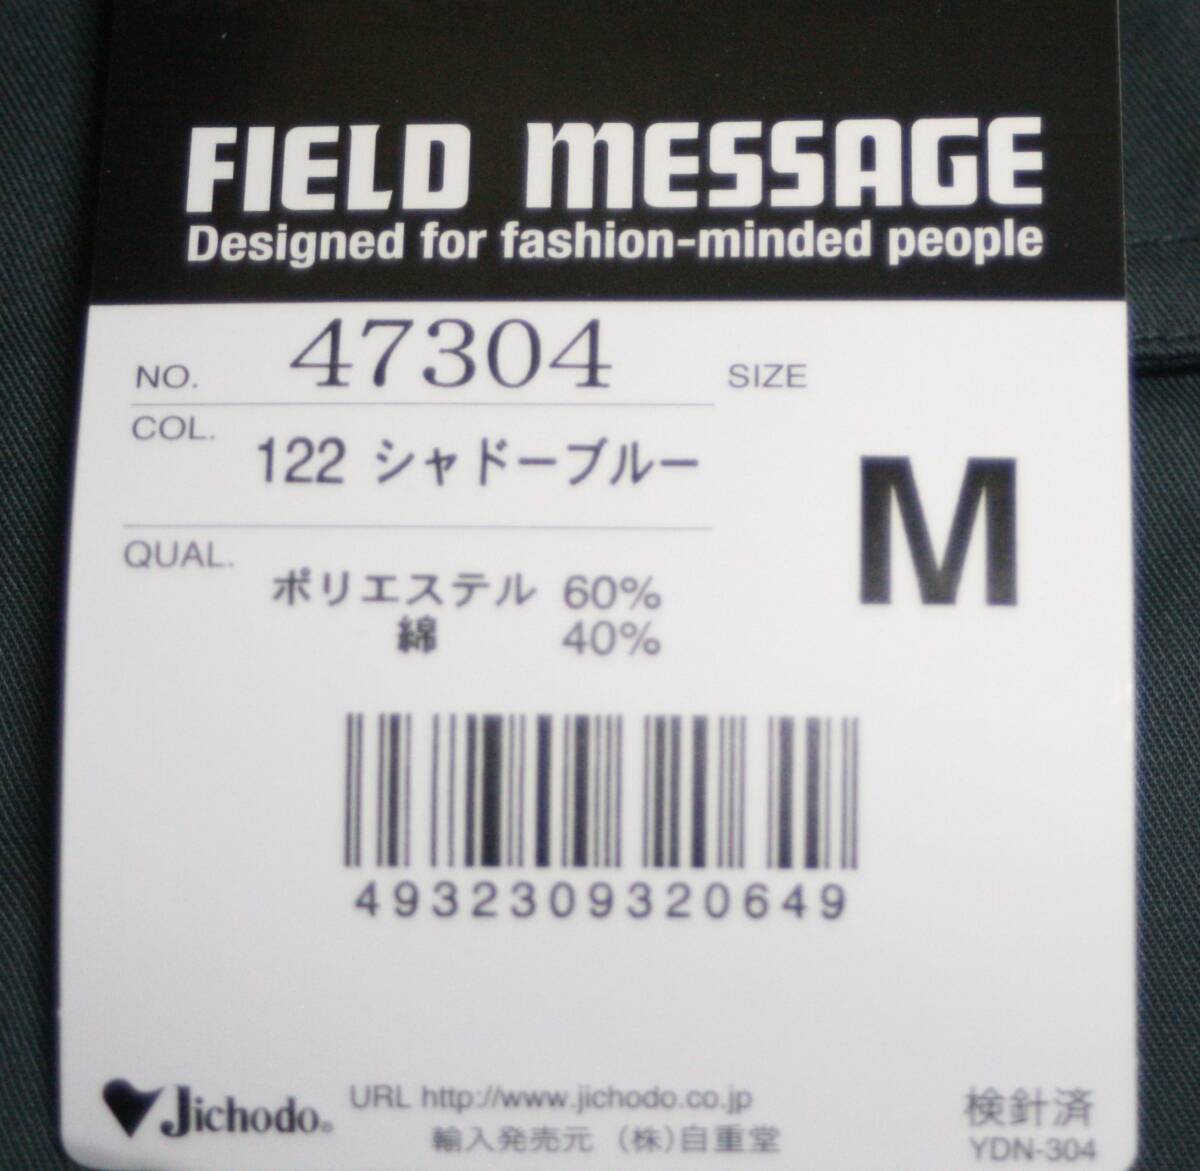 FIELD MESSAGE
Designed for fashion-minded people
NO. 47304
SIZE
COL. 122 シャドーブルー
M
QUAL. ポリエステル 60%
綿 40%
4932309320649
Jichodo®
URL http://www.jichodo.co.jp
輸入発売元 (株)自重堂
検針済
YDN-304